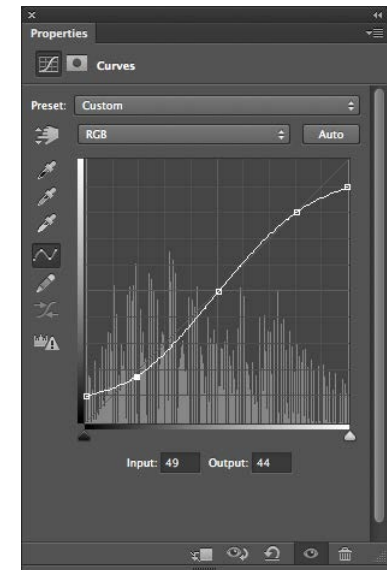 Properties
Curves
Preset: Custom
RGB Auto
Input: 49 Output: 44